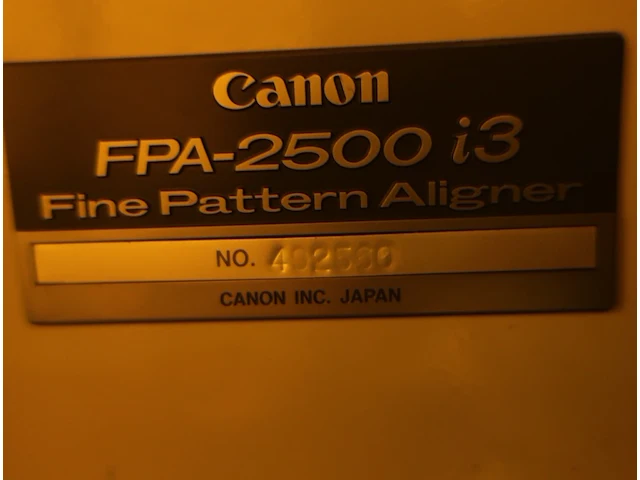 Canon
FPA-2500 i3
Fine Pattern Aligner
NO.
CANON INC. JAPAN